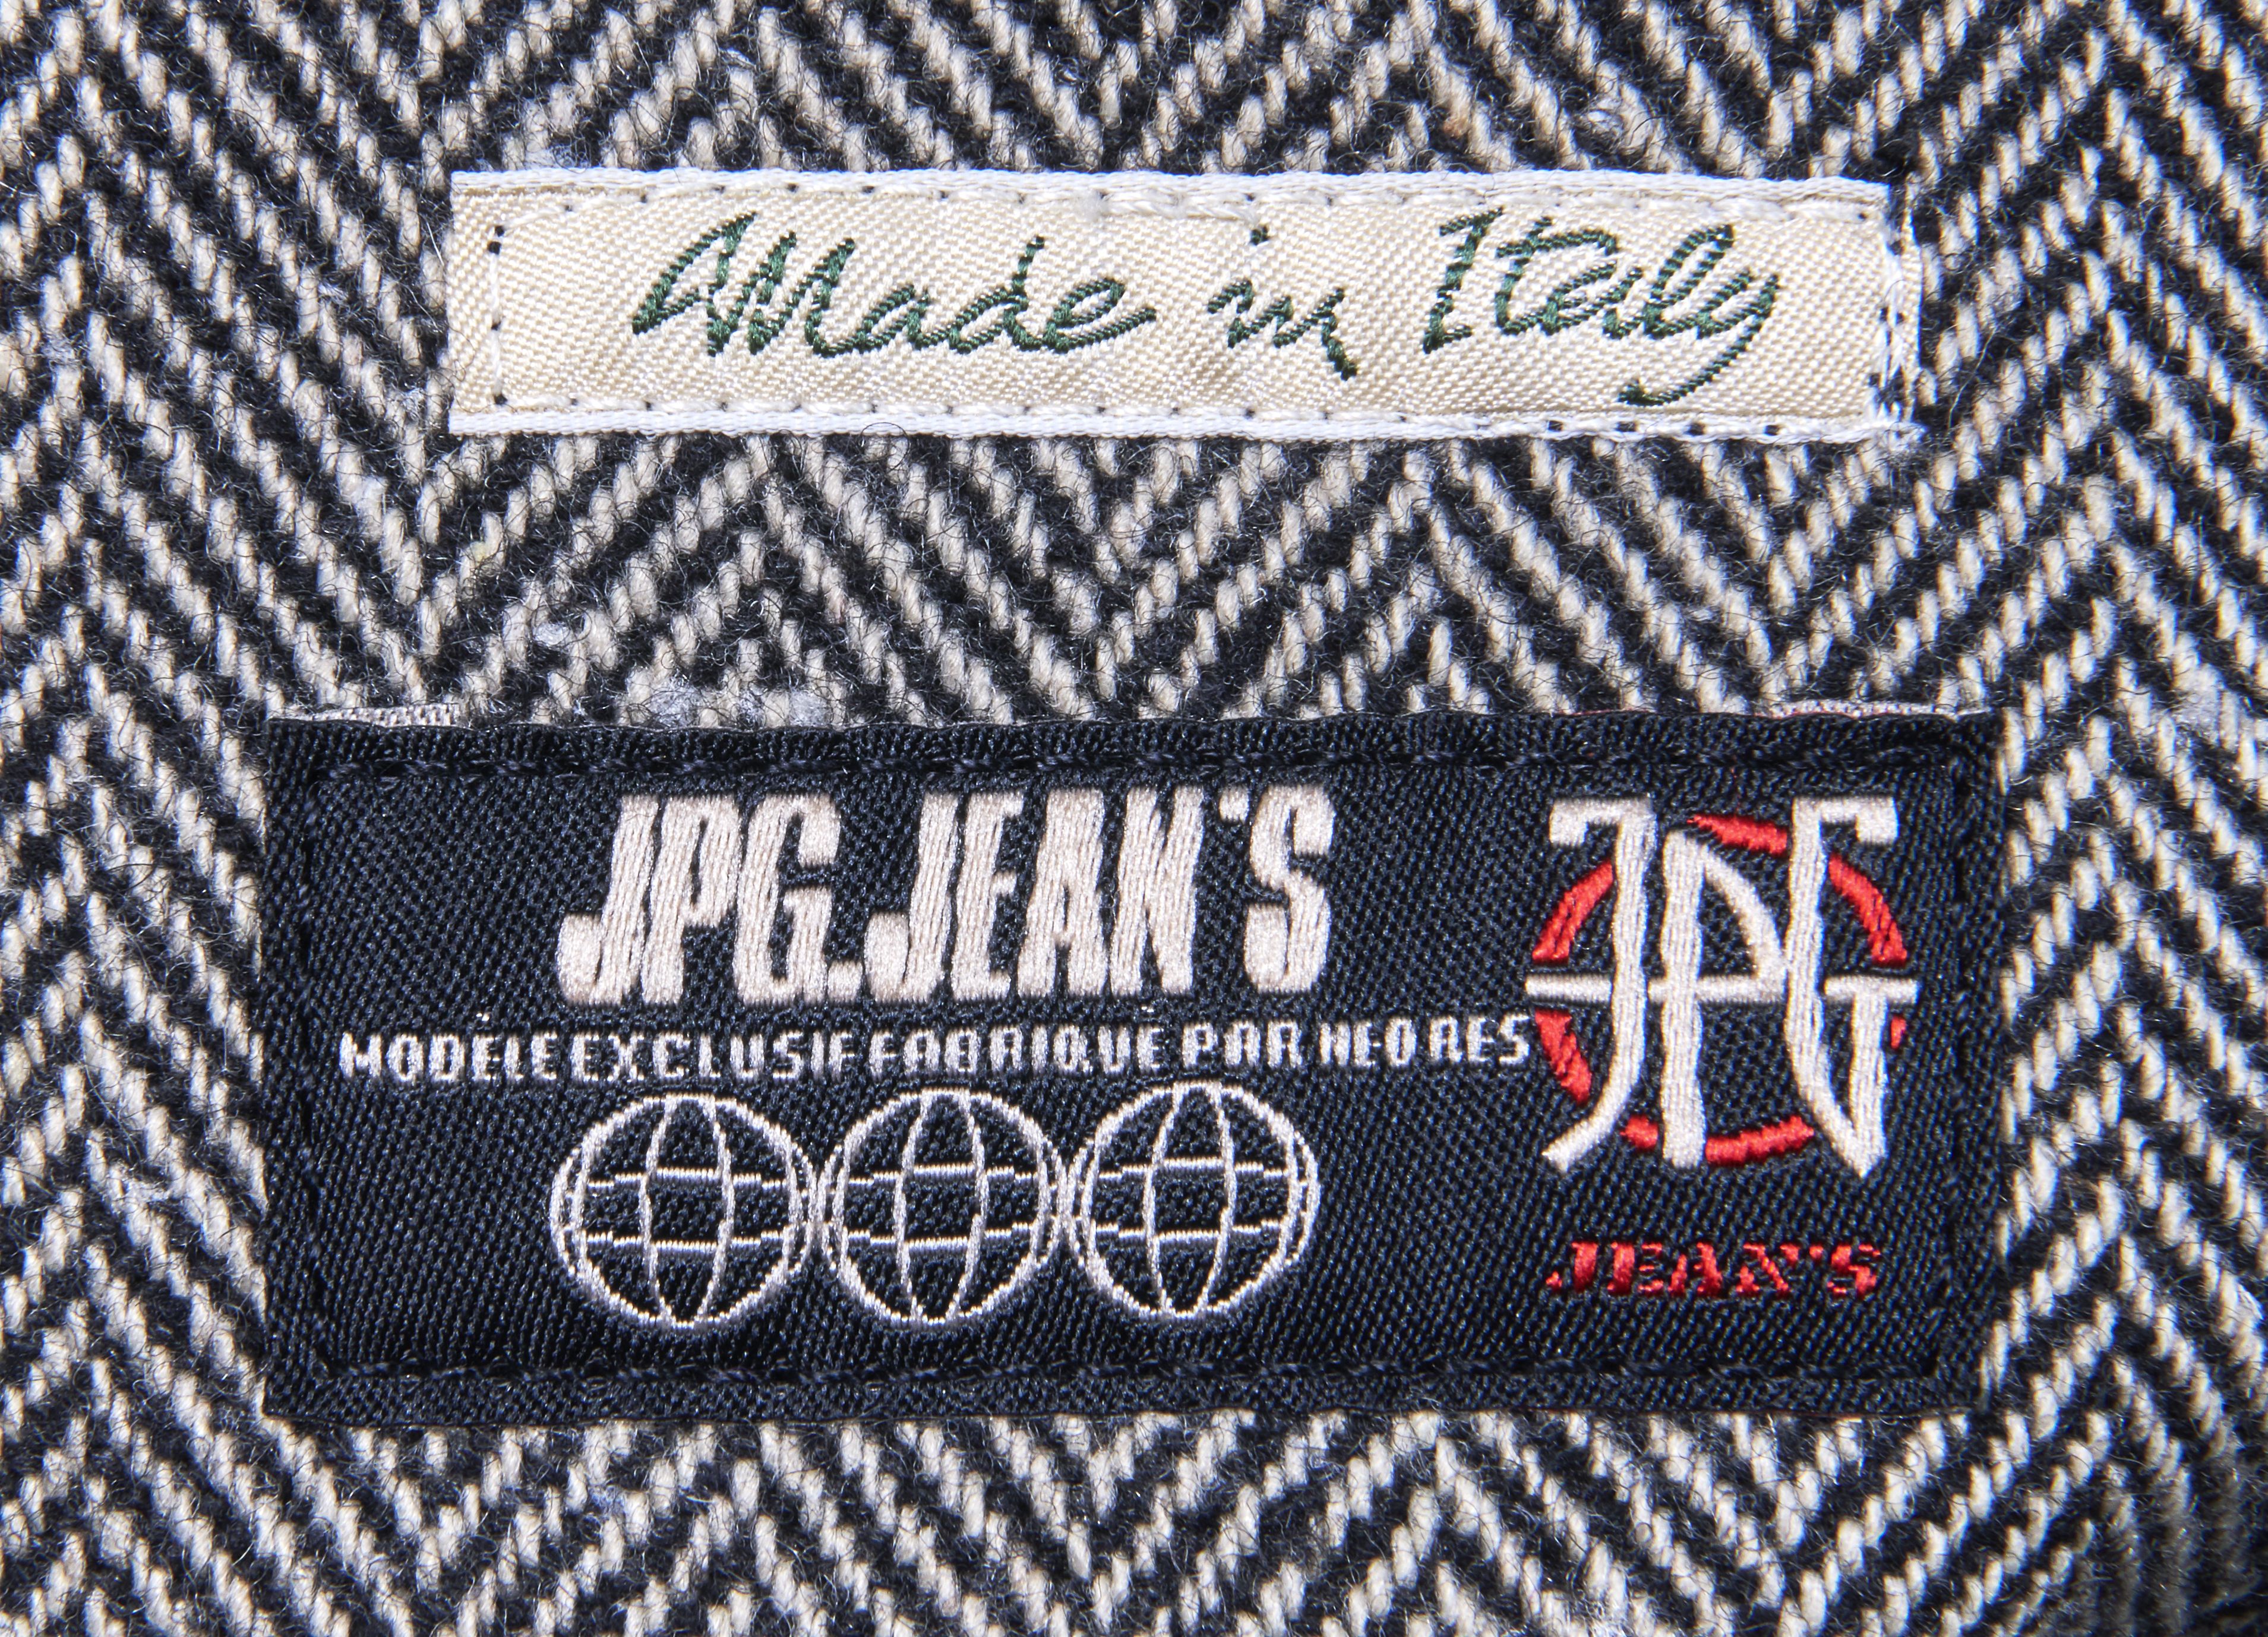 Made in Italy
JPG.JEAN'S
MODELE EXCLUSIF FABRIQUE PAR NEO RES
JPG
JEAN'S